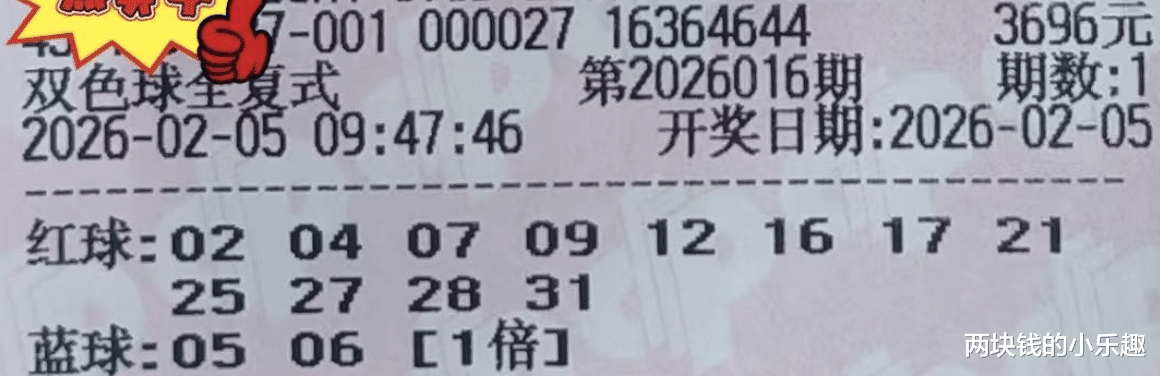 7-001 000027 16364644 3696元
双色球全复式 第2026016期 期数:1
2026-02-05 09:47:46 开奖日期:2026-02-05
红球:02 04 07 09 12 16 17 21
25 27 28 31
蓝球:05 06 [1倍]
两块钱的小乐趣